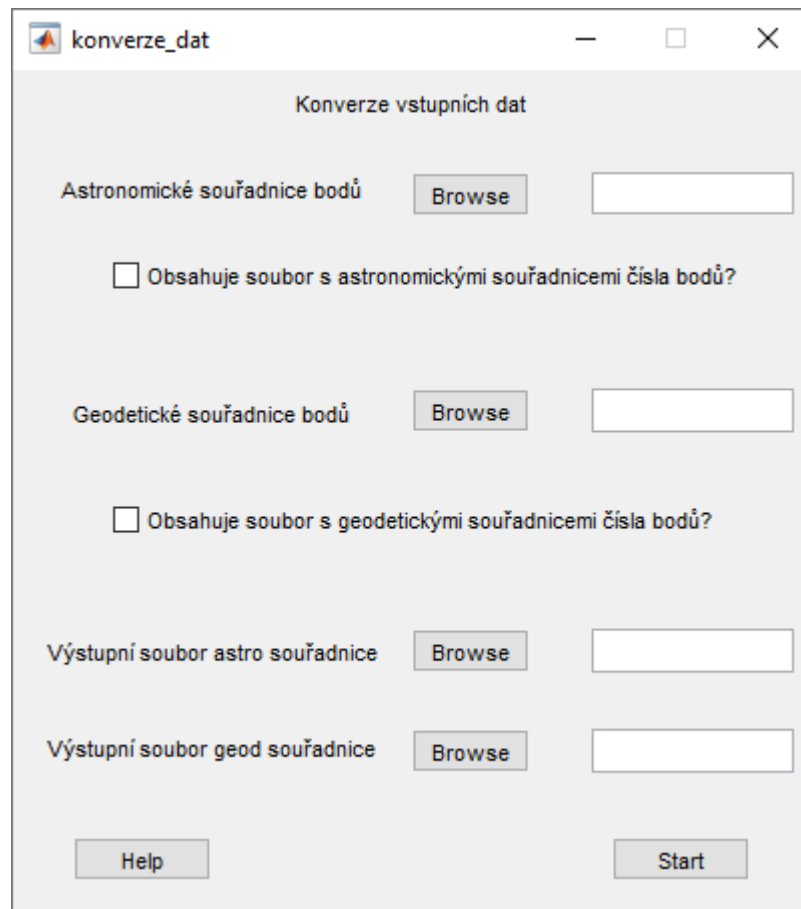 konverze_dat
Konverze vstupních dat
Astronomické souřadnice bodů Browse
Obsahuje soubor s astronomickými souřadnicemi čísla bodů?
Geodetické souřadnice bodů Browse
Obsahuje soubor s geodetickými souřadnicemi čísla bodů?
Výstupní soubor astro souřadnice Browse
Výstupní soubor geod souřadnice Browse
Help Start